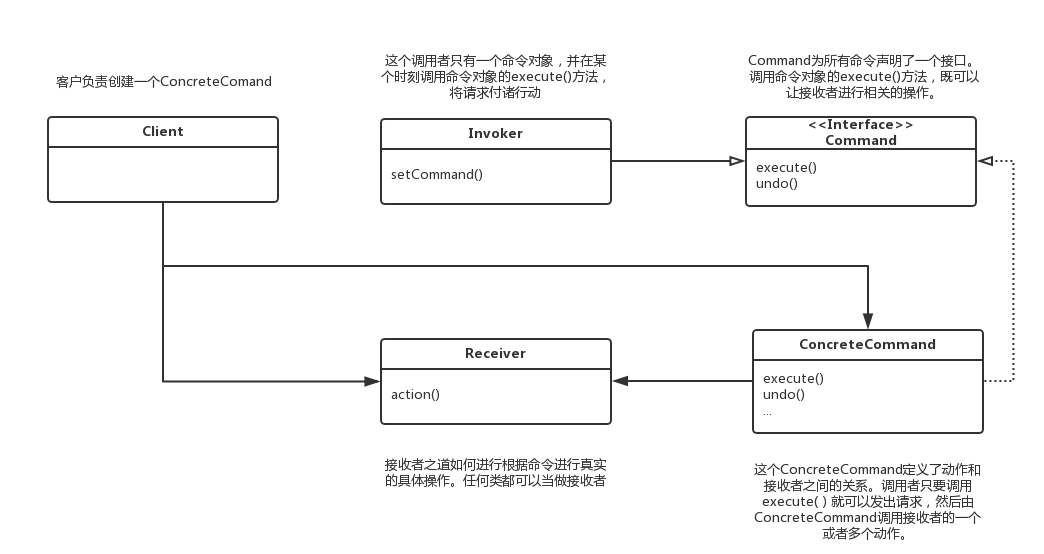 客户负责创建一个ConcreteComand
Client
这个调用者只有一个命令对象，并在某
个时刻调用命令对象的execute()方法，
将请求付诸行动
Invoker
setCommand()
Command为所有命令声明了一个接口。
调用命令对象的execute()方法，既可以
让接收者进行相关的操作。
<<Interface>>
Command
execute()
undo()
Receiver
action()
接收者之道如何进行根据命令进行真实
的具体操作。任何类都可以当做接收者
ConcreteCommand
execute()
undo()
...
这个ConcreteCommand定义了动作和
接收者之间的关系。调用者只要调用
execute( ) 就可以发出请求，然后由
ConcreteCommand调用接收者的一个
或者多个动作。